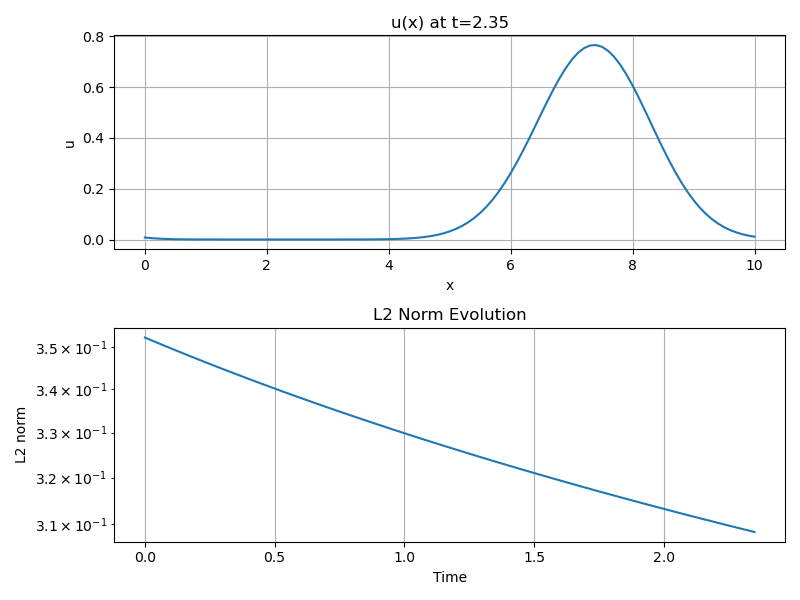 u(x) at t=2.35
0.8
0.6
0.4
0.2
0.0
u
0 2 4 6 8 10
x
L2 Norm Evolution
3.5 × 10⁻¹
3.4 × 10⁻¹
3.3 × 10⁻¹
3.2 × 10⁻¹
3.1 × 10⁻¹
L2 norm
0.0 0.5 1.0 1.5 2.0
Time